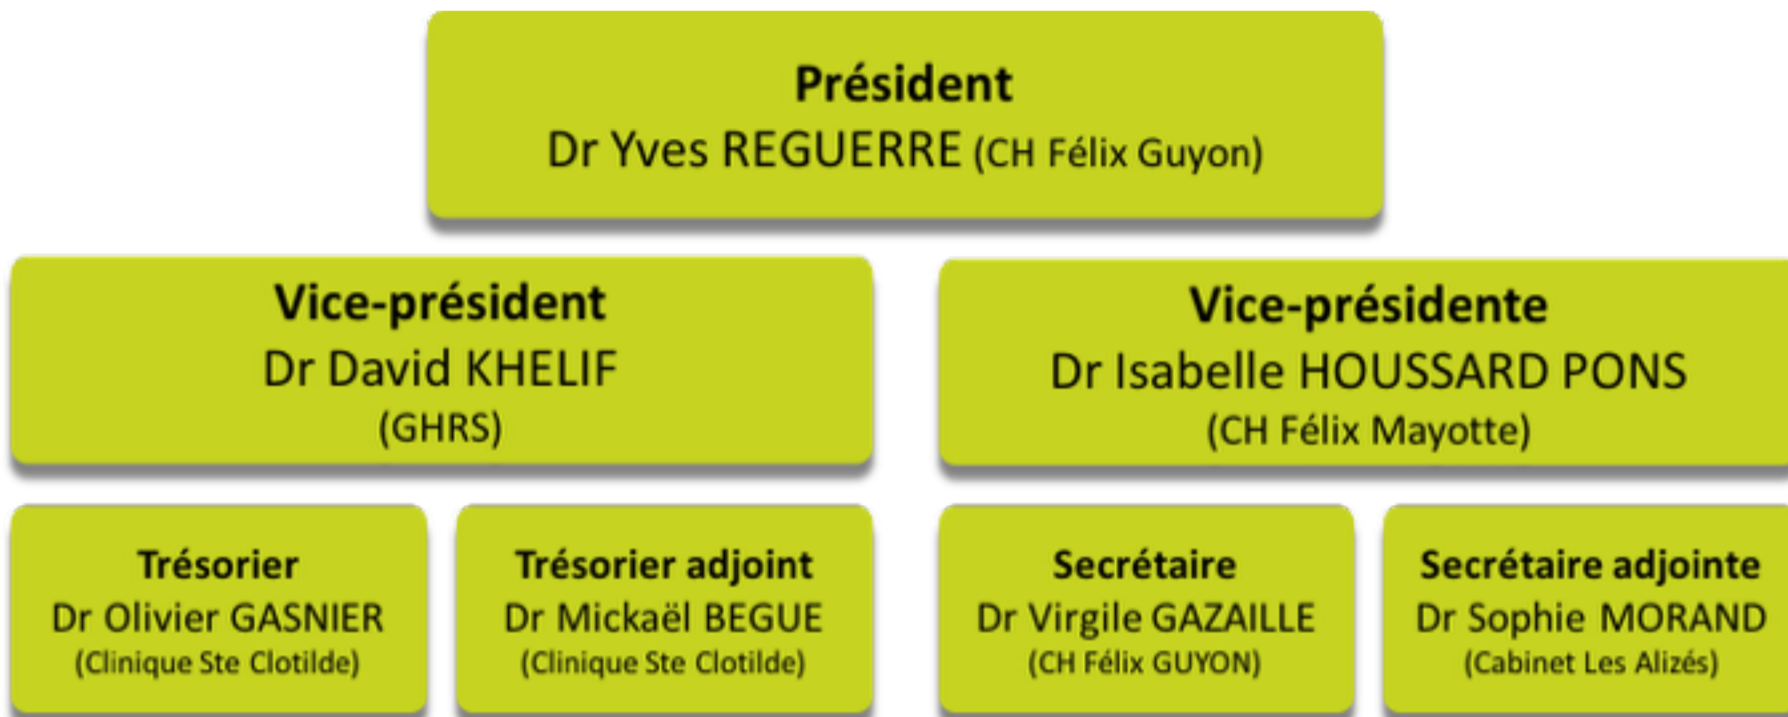 Président
Dr Yves REGUERRE (CH Félix Guyon)
Vice-président
Dr David KHELIF
(GHRS)
Vice-présidente
Dr Isabelle HOUSSARD PONS
(CH Félix Mayotte)
Trésorier
Dr Olivier GASNIER
(Clinique Ste Clotilde)
Trésorier adjoint
Dr Mickaël BEGUE
(Clinique Ste Clotilde)
Secrétaire
Dr Virgile GAZAILLE
(CH Félix GUYON)
Secrétaire adjointe
Dr Sophie MORAND
(Cabinet Les Alizés)